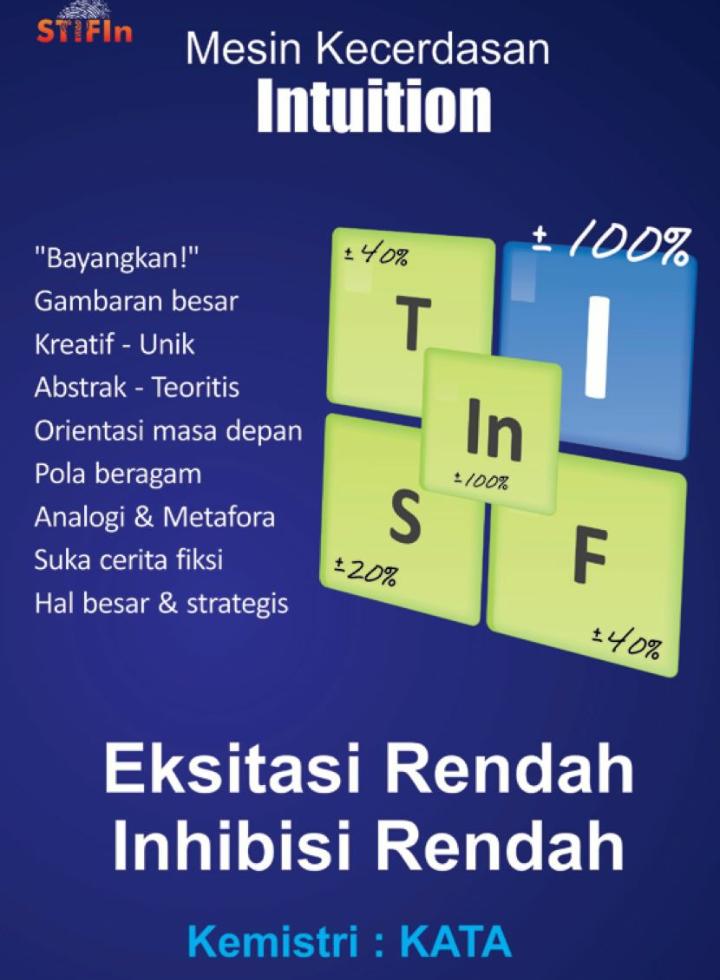 STIFIn
Mesin Kecerdasan
Intuition
"Bayangkan!"
Gambaran besar
Kreatif - Unik
Abstrak - Teoritis
Orientasi masa depan
Pola beragam
Analogi & Metafora
Suka cerita fiksi
Hal besar & strategis
± 40%
T
± 100%
I
In
±100%
S
±20%
F
±40%
Eksitasi Rendah
Inhibisi Rendah
Kemistri : KATA